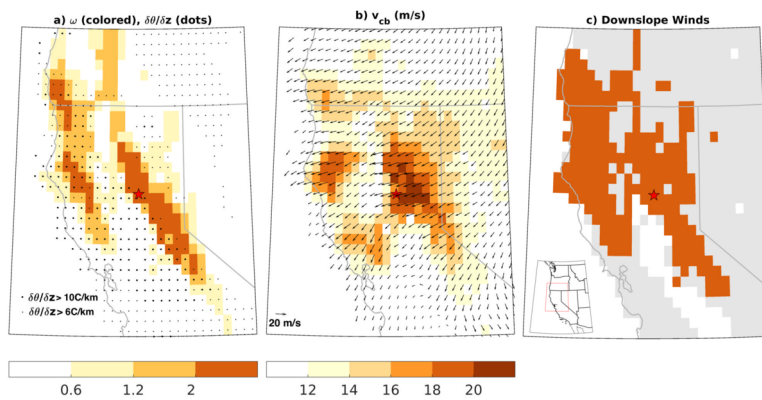 a) ω (colored), δθ/δz (dots)
b) v_cb (m/s)
c) Downslope Winds
· δθ/δz> 10C/km
· δθ/δz> 6C/km
20 m/s
0.6 1.2 2
12 14 16 18 20